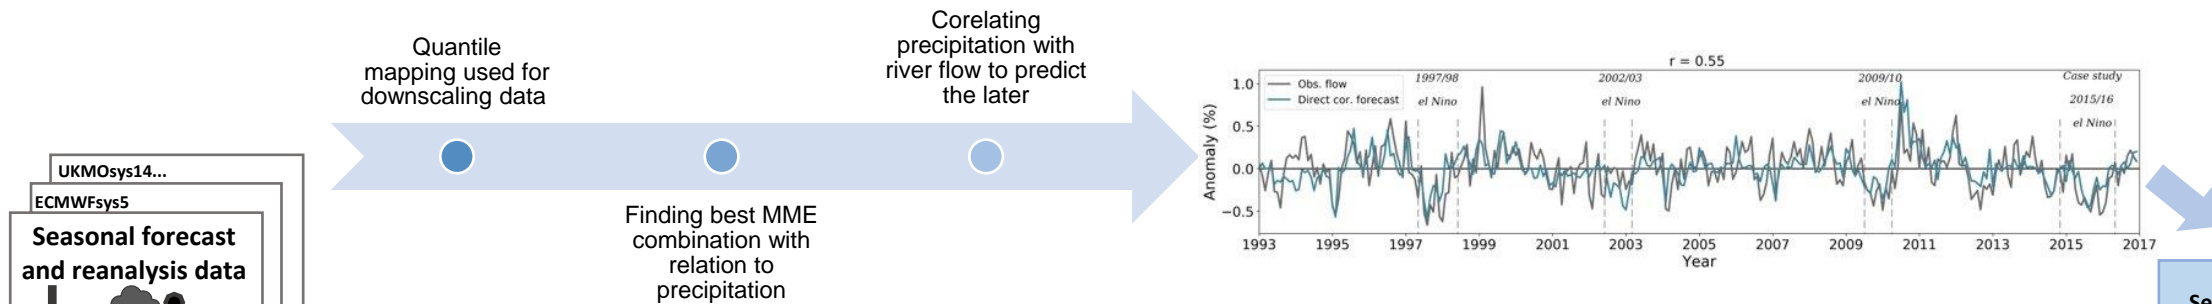 Quantile
mapping used for
downscaling data
Corelating
precipitation with
river flow to predict
the later
Finding best MME
combination with
relation to
precipitation
UKMOsys14...
ECMWFsys5
Seasonal forecast
and reanalysis data
r = 0.55
Obs. flow
Direct cor. forecast
1997/98
el Nino
2002/03
el Nino
2009/10
el Nino
Case study
2015/16
el Nino
Anomaly (%)
1.0
0.5
0.0
−0.5
1993 1995 1997 1999 2001 2003 2005 2007 2009 2011 2013 2015 2017
Year
Se